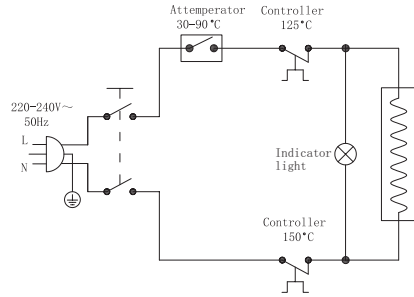 Attemperator
30-90°C
Controller
125°C
220-240V~
50Hz
L
N
Indicator
light
Controller
150°C